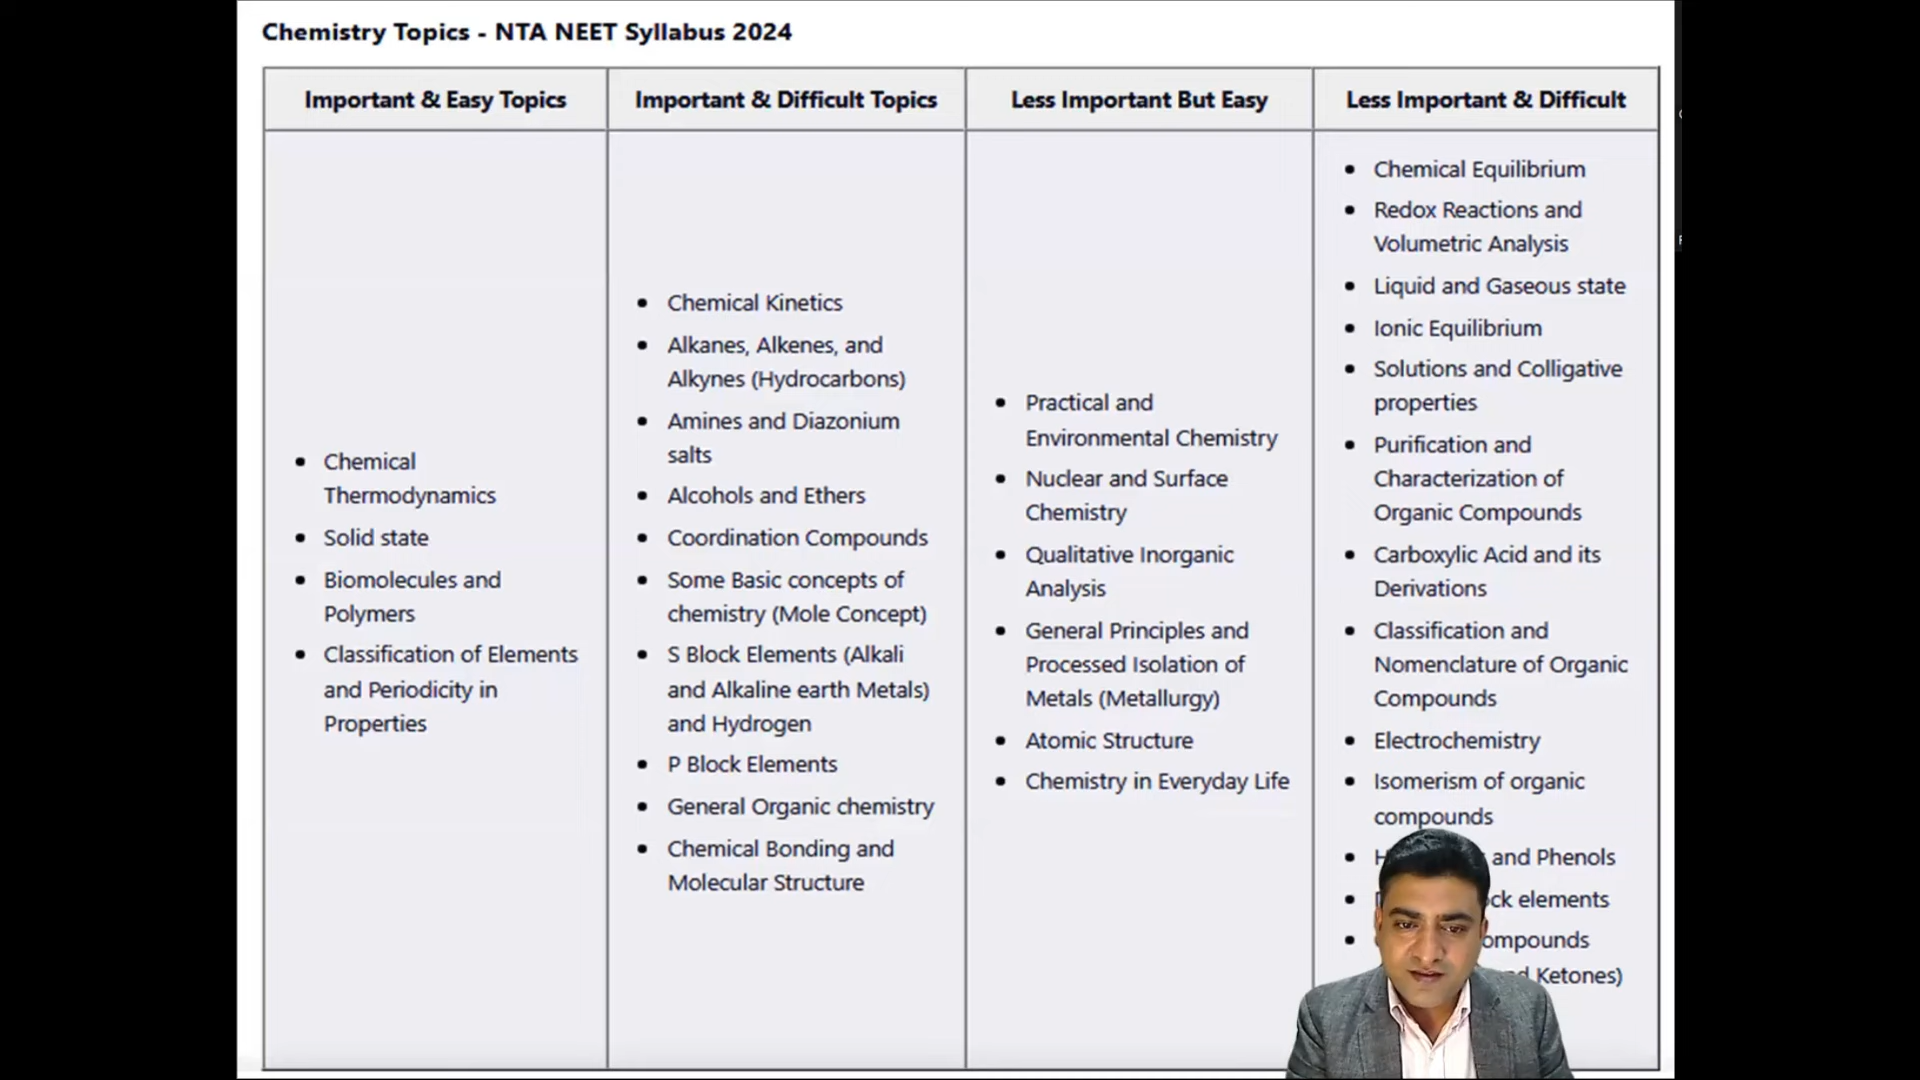 Chemistry Topics - NTA NEET Syllabus 2024
Important & Easy Topics
Important & Difficult Topics
Less Important But Easy
Less Important & Difficult
Chemical
Thermodynamics
Solid state
Biomolecules and
Polymers
Classification of Elements
and Periodicity in
Properties
Chemical Kinetics
Alkanes, Alkenes, and
Alkynes (Hydrocarbons)
Amines and Diazonium
salts
Alcohols and Ethers
Coordination Compounds
Some Basic concepts of
chemistry (Mole Concept)
S Block Elements (Alkali
and Alkaline earth Metals)
and Hydrogen
P Block Elements
General Organic chemistry
Chemical Bonding and
Molecular Structure
Practical and
Environmental Chemistry
Nuclear and Surface
Chemistry
Qualitative Inorganic
Analysis
General Principles and
Processed Isolation of
Metals (Metallurgy)
Atomic Structure
Chemistry in Everyday Life
Chemical Equilibrium
Redox Reactions and
Volumetric Analysis
Liquid and Gaseous state
Ionic Equilibrium
Solutions and Colligative
properties
Purification and
Characterization of
Organic Compounds
Carboxylic Acid and its
Derivations
Classification and
Nomenclature of Organic
Compounds
Electrochemistry
Isomerism of organic
compounds
and Phenols
elements
Ketones)